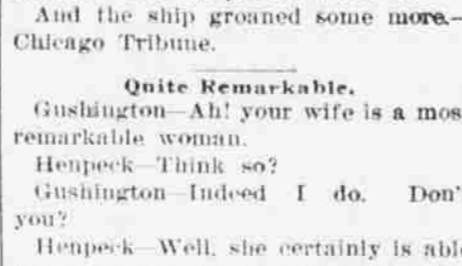 And the ship groaned some more.—
Chicago Tribune.
Quite Remarkable.
Gushington—Ah! your wife is a mos
remarkable woman.
Henpeck—Think so?
Gushington—Indeed I do. Don'
you?
Henpeck—Well, she certainly is able